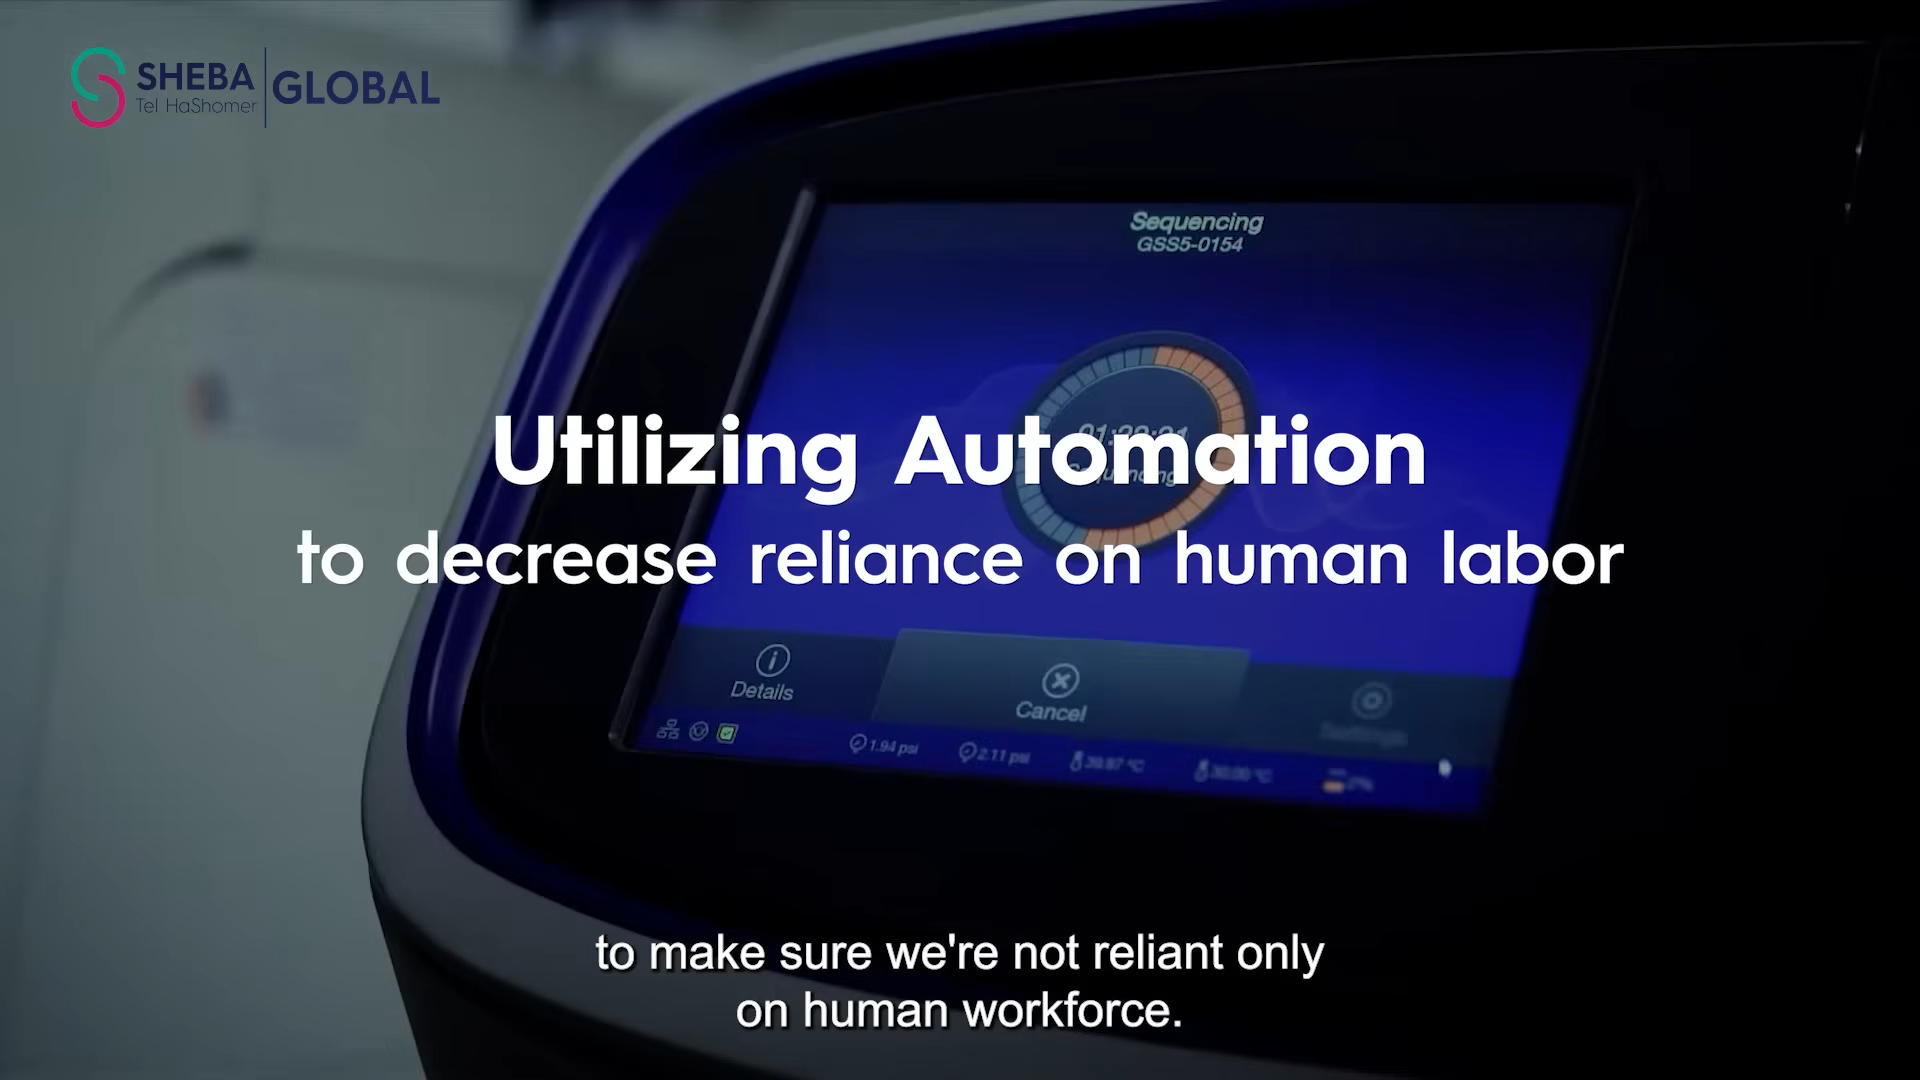 SHEBA
Tel HaShomer
GLOBAL
Sequencing
GSS5-0154
Utilizing Automation
to decrease reliance on human labor
Details
Cancel
1.94 psi
2.11 psi
to make sure we're not reliant only
on human workforce.